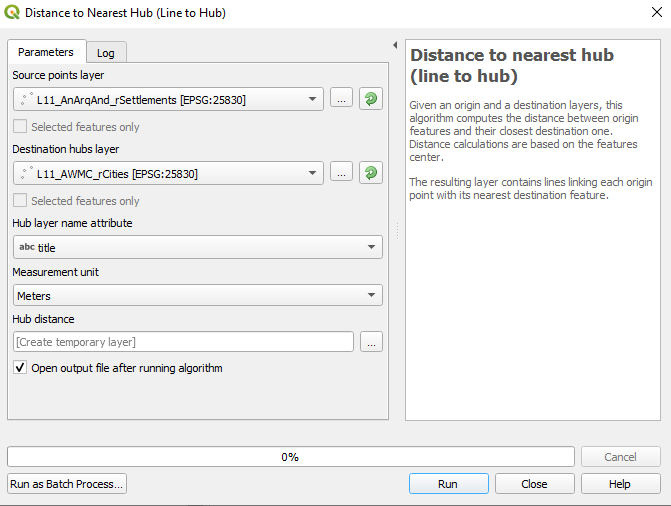 Distance to Nearest Hub (Line to Hub)
Parameters
Log
Source points layer
L11_AnArqAnd_rSettlements [EPSG:25830]
...
Selected features only
Destination hubs layer
L11_AWMC_rCities [EPSG:25830]
...
Selected features only
Hub layer name attribute
abc title
Measurement unit
Meters
Hub distance
[Create temporary layer]
...
Open output file after running algorithm
Distance to nearest hub
(line to hub)
Given an origin and a destination layers, this
algorithm computes the distance between origin
features and their closest destination one.
Distance calculations are based on the features
center.
The resulting layer contains lines linking each origin
point with its nearest destination feature.
0%
Cancel
Run as Batch Process...
Run
Close
Help